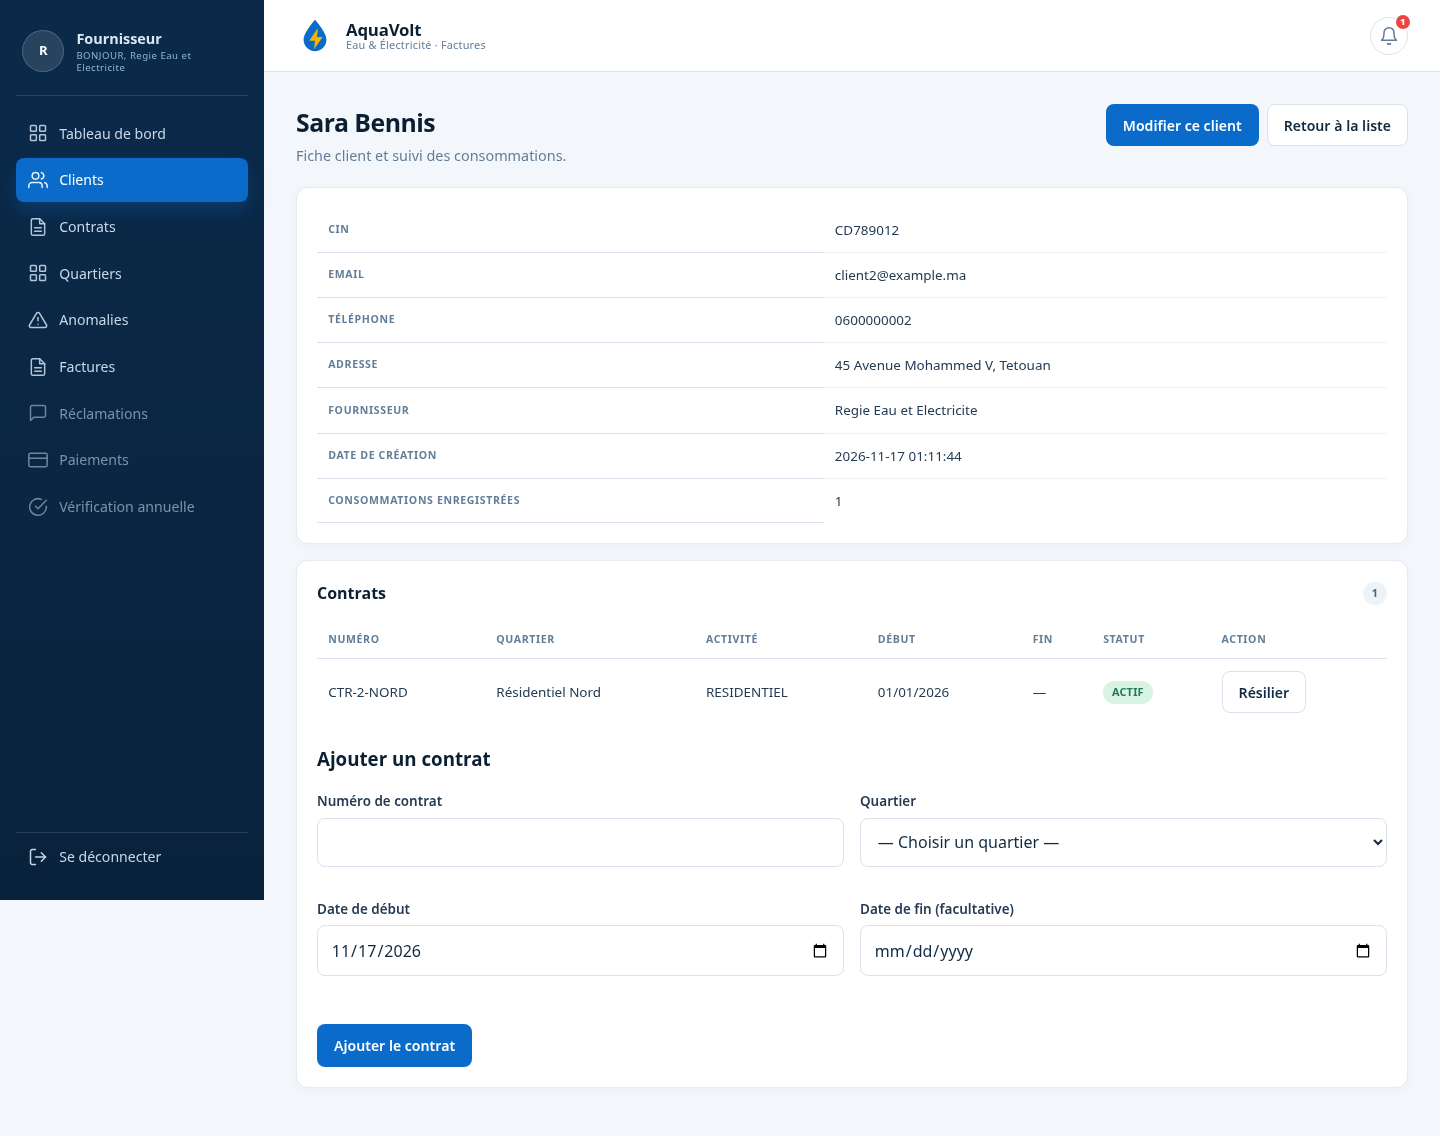 R
Fournisseur
BONJOUR, Regie Eau et
Electricite
Tableau de bord
Clients
Contrats
Quartiers
Anomalies
Factures
Réclamations
Paiements
Vérification annuelle
Se déconnecter
AquaVolt
Eau & Électricité · Factures
1
Sara Bennis
Fiche client et suivi des consommations.
Modifier ce client
Retour à la liste
CIN CD789012
EMAIL client2@example.ma
TÉLÉPHONE 0600000002
ADRESSE 45 Avenue Mohammed V, Tetouan
FOURNISSEUR Regie Eau et Electricite
DATE DE CRÉATION 2026-11-17 01:11:44
CONSOMMATIONS ENREGISTRÉES 1
Contrats 1
NUMÉRO QUARTIER ACTIVITÉ DÉBUT FIN STATUT ACTION
CTR-2-NORD Résidentiel Nord RESIDENTIEL 01/01/2026 — ACTIF Résilier
Ajouter un contrat
Numéro de contrat Quartier
— Choisir un quartier —
Date de début Date de fin (facultative)
11/17/2026 mm/dd/yyyy
Ajouter le contrat